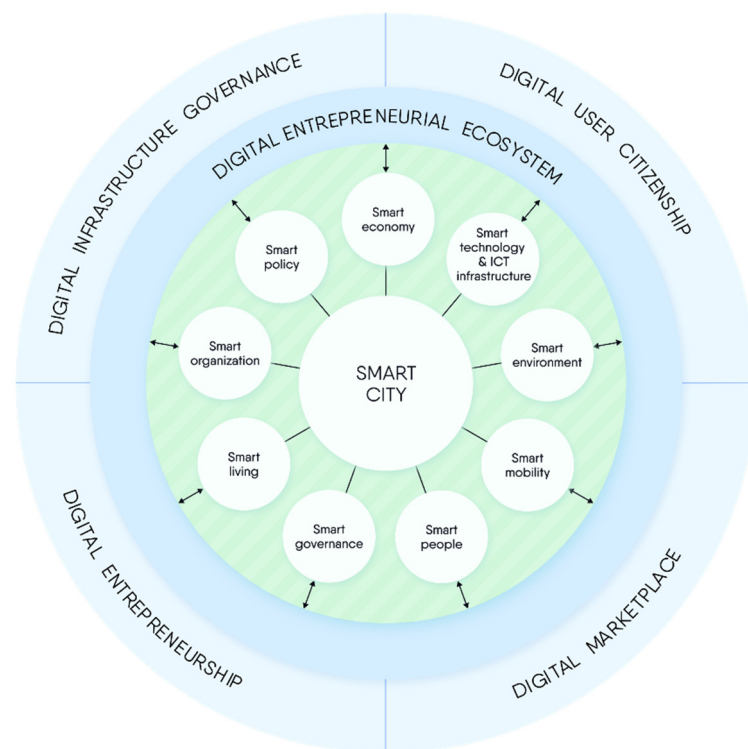 DIGITAL INFRASTRUCTURE GOVERNANCE
DIGITAL USER CITIZENSHIP
DIGITAL ENTREPRENEURIAL ECOSYSTEM
Smart
economy
Smart
technology
& ICT
infrastructure
Smart
environment
Smart
mobility
Smart
people
Smart
governance
Smart
living
Smart
organization
Smart
policy
SMART
CITY
DIGITAL ENTREPRENEURSHIP
DIGITAL MARKETPLACE